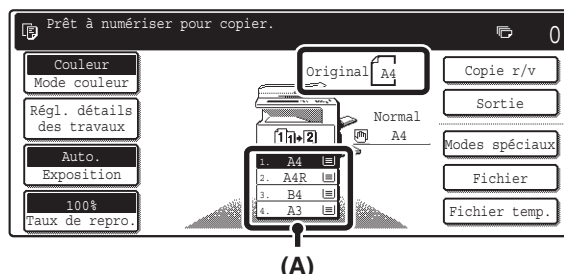 Prêt à numériser pour copier.
0
Couleur
Mode couleur
Régl. détails
des travaux
Auto.
Exposition
100%
Taux de repro.
Original A4
1 1→2
Normal
A4
1. A4
2. A4R
3. B4
4. A3
Copie r/v
Sortie
Modes spéciaux
Fichier
Fichier temp.
(A)